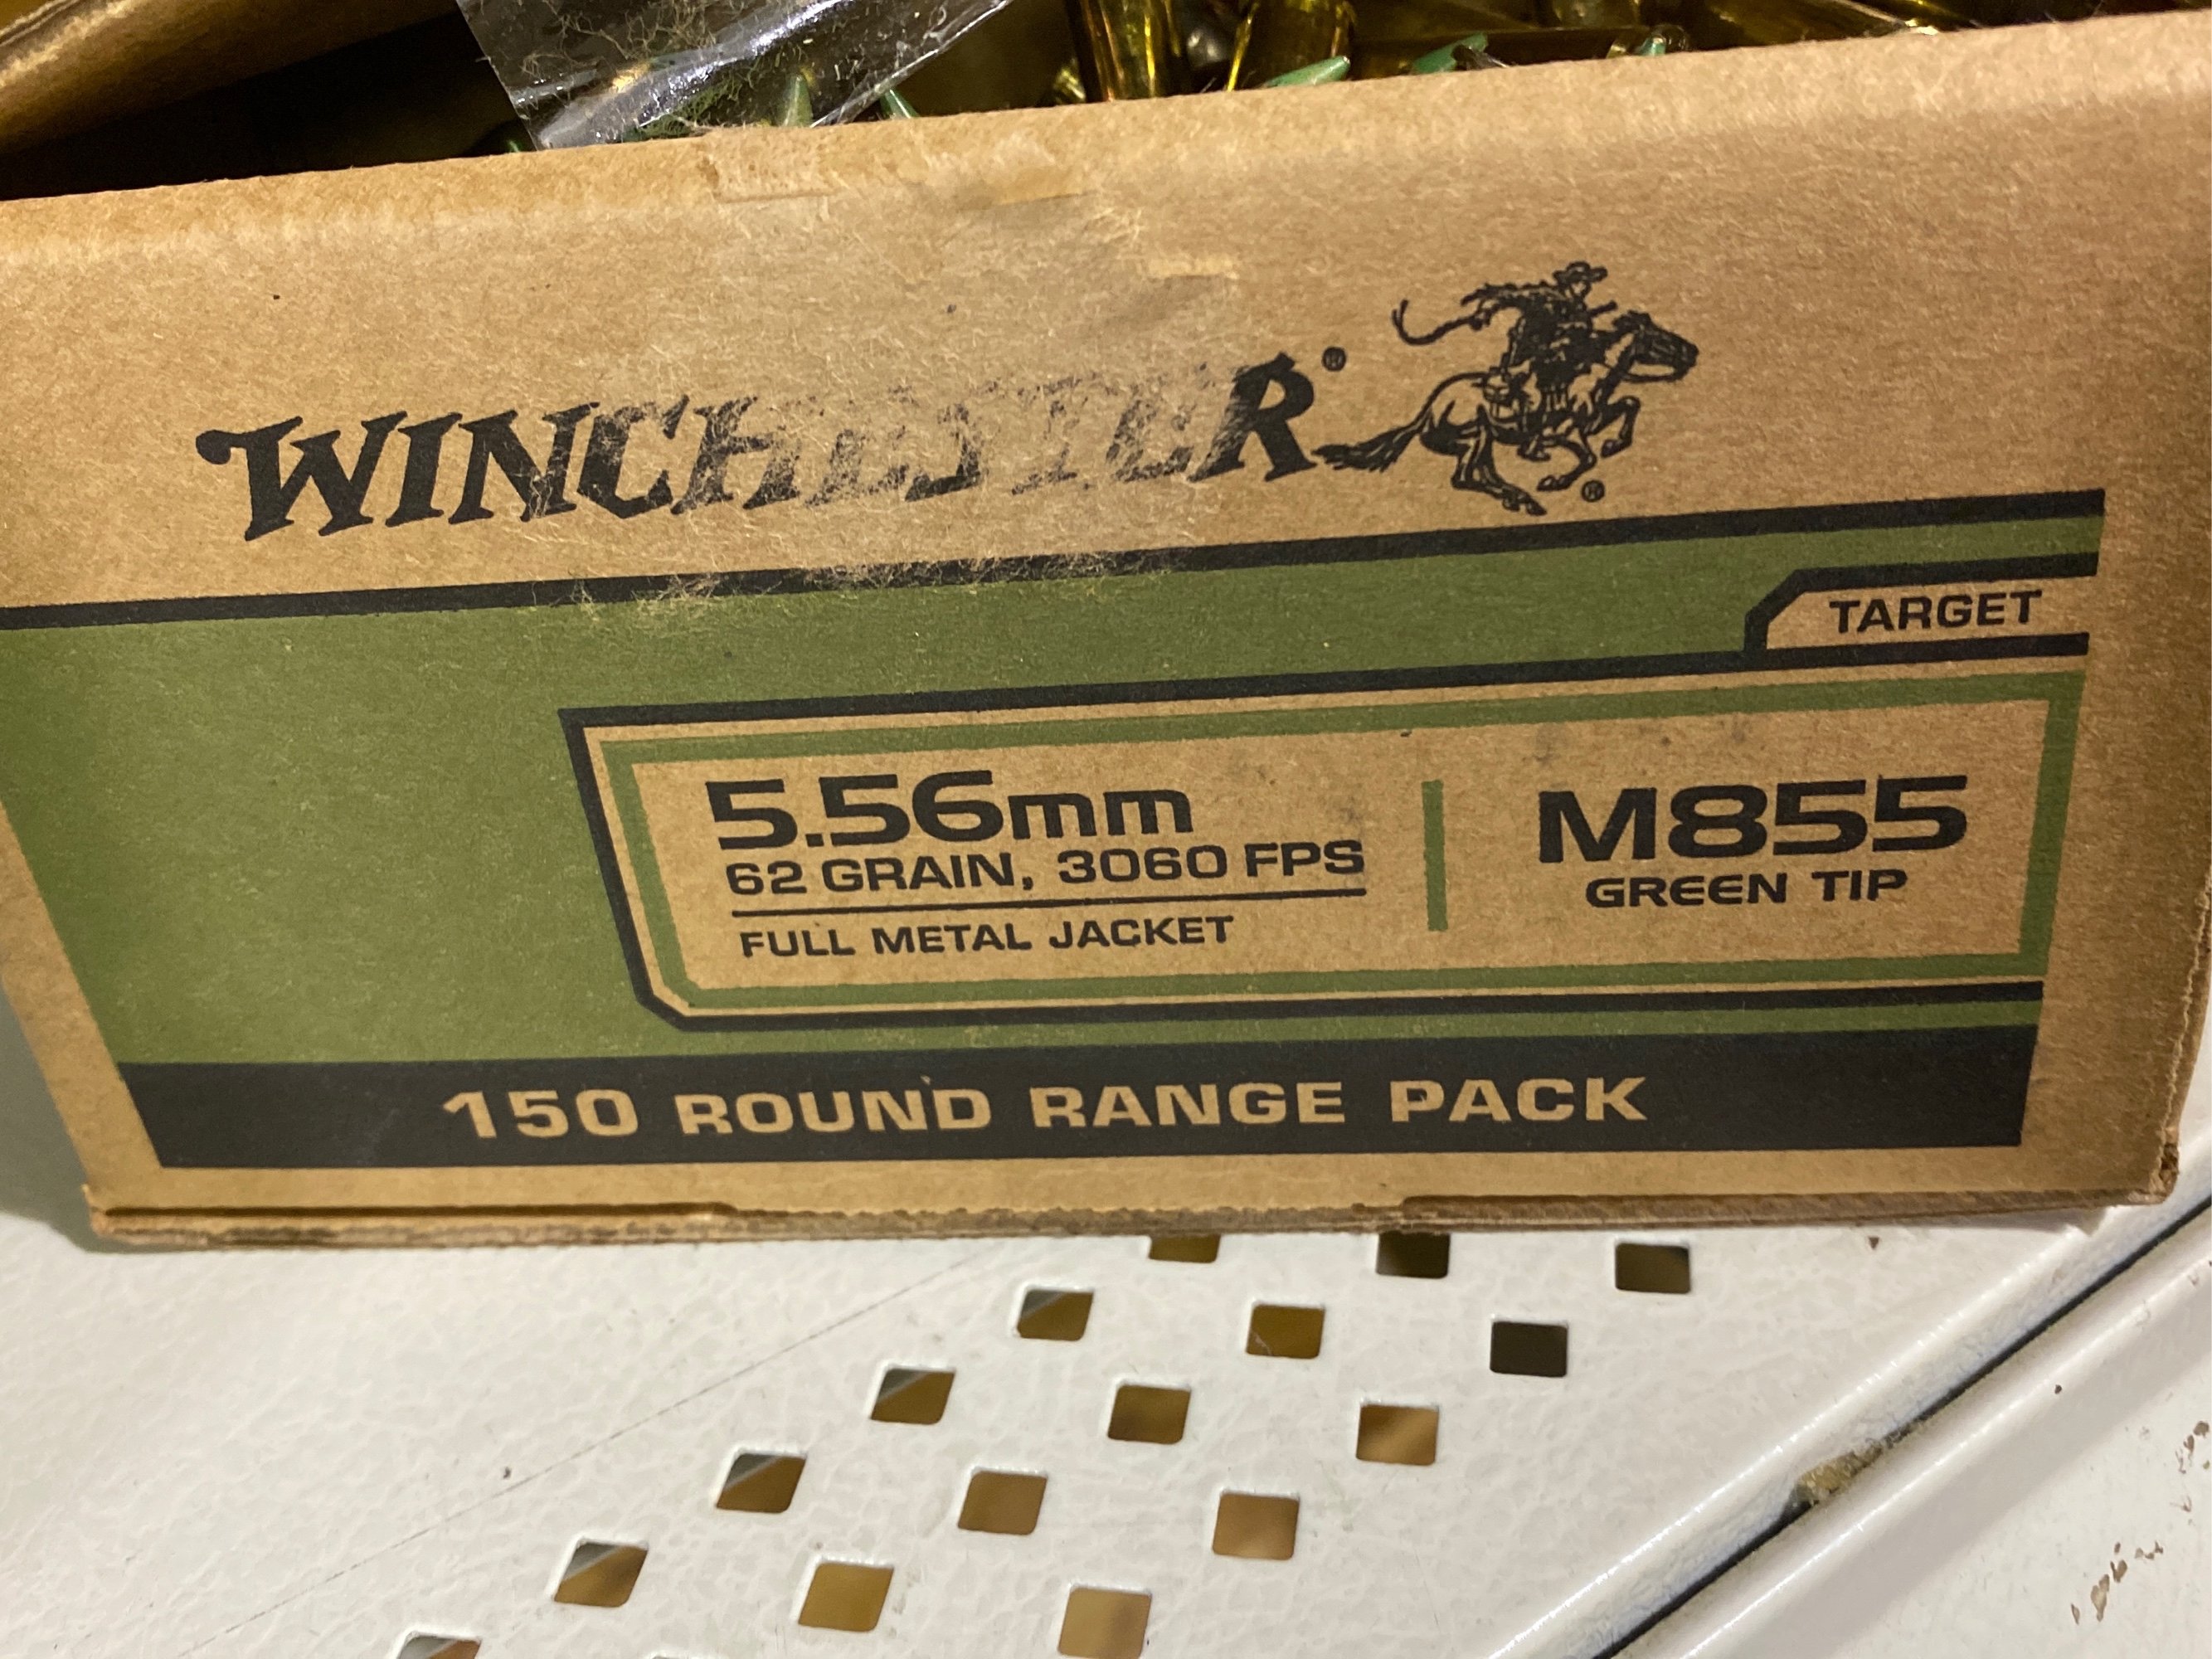 WINCHESTER®
®
TARGET
5.56mm
62 GRAIN, 3060 FPS
FULL METAL JACKET
M855
GREEN TIP
150 ROUND RANGE PACK